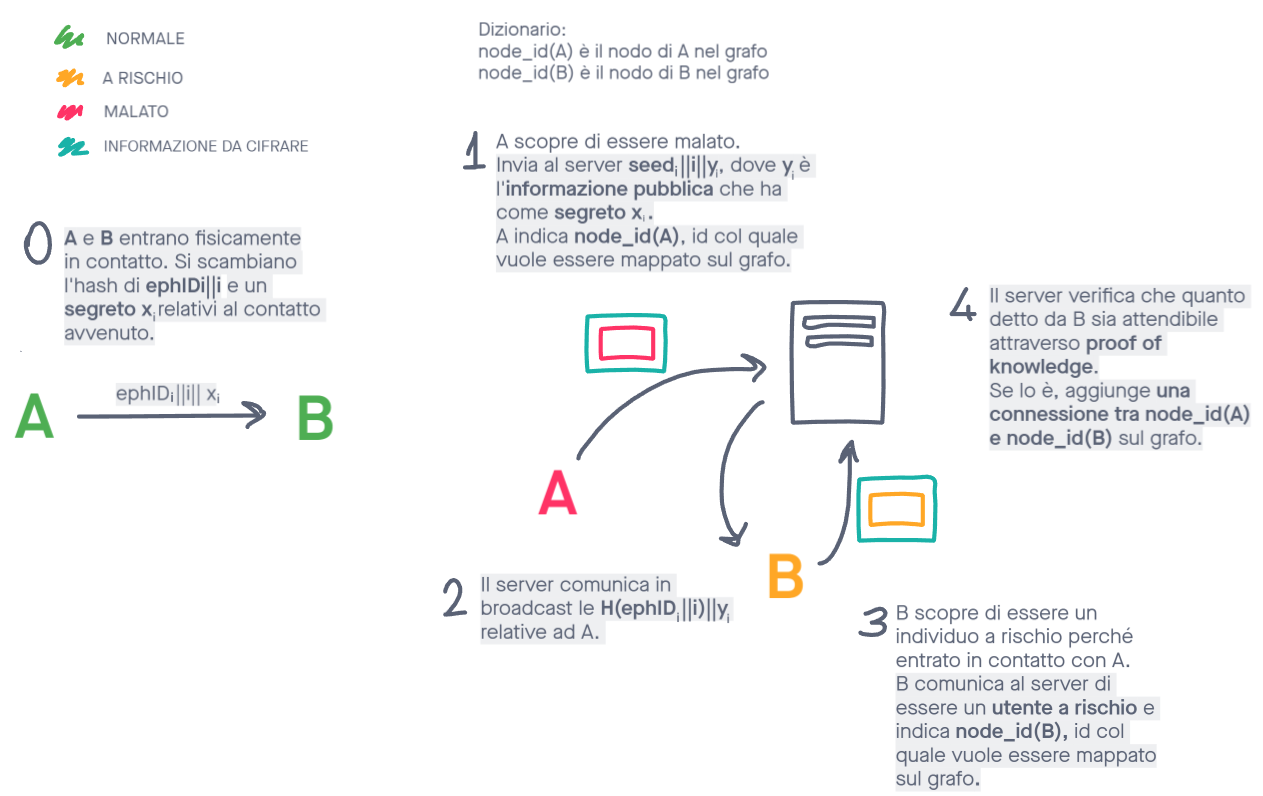 NORMALE
A RISCHIO
MALATO
INFORMAZIONE DA CIFRARE
Dizionario:
node_id(A) è il nodo di A nel grafo
node_id(B) è il nodo di B nel grafo
0
A e B entrano fisicamente
in contatto. Si scambiano
l'hash di ephIDi||i e un
segreto xᵢ relativi al contatto
avvenuto.
A
ephIDᵢ||i|| xᵢ
B
1
A scopre di essere malato.
Invia al server seedᵢ||i||yᵢ, dove yᵢ è
l'informazione pubblica che ha
come segreto xᵢ.
A indica node_id(A), id col quale
vuole essere mappato sul grafo.
A
B
2
Il server comunica in
broadcast le H(ephIDᵢ||i)||yᵢ
relative ad A.
3
B scopre di essere un
individuo a rischio perché
entrato in contatto con A.
B comunica al server di
essere un utente a rischio e
indica node_id(B), id col
quale vuole essere mappato
sul grafo.
4
Il server verifica che quanto
detto da B sia attendibile
attraverso proof of
knowledge.
Se lo è, aggiunge una
connessione tra node_id(A)
e node_id(B) sul grafo.